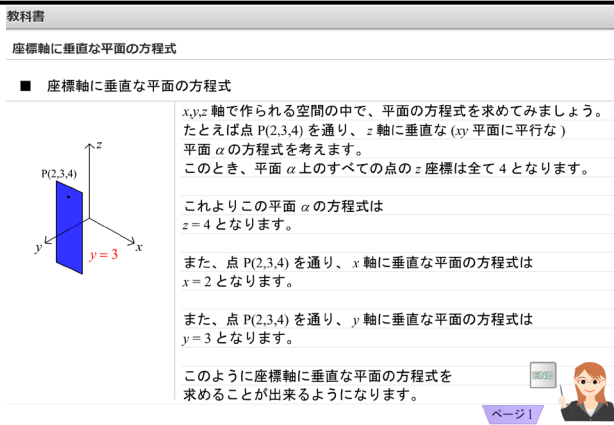 教科書
座標軸に垂直な平面の方程式
■ 座標軸に垂直な平面の方程式
x,y,z 軸で作られる空間の中で、平面の方程式を求めてみましょう。
たとえば点 P(2,3,4) を通り、 z 軸に垂直な (xy 平面に平行な )
平面 α の方程式を考えます。
このとき、平面 α 上のすべての点の z 座標は全て 4 となります。
これよりこの平面 α の方程式は
z = 4 となります。
また、点 P(2,3,4) を通り、 x 軸に垂直な平面の方程式は
x = 2 となります。
また、点 P(2,3,4) を通り、 y 軸に垂直な平面の方程式は
y = 3 となります。
このように座標軸に垂直な平面の方程式を
求めることが出来るようになります。
z
P(2,3,4)
y
x
y = 3
END
ページ 1